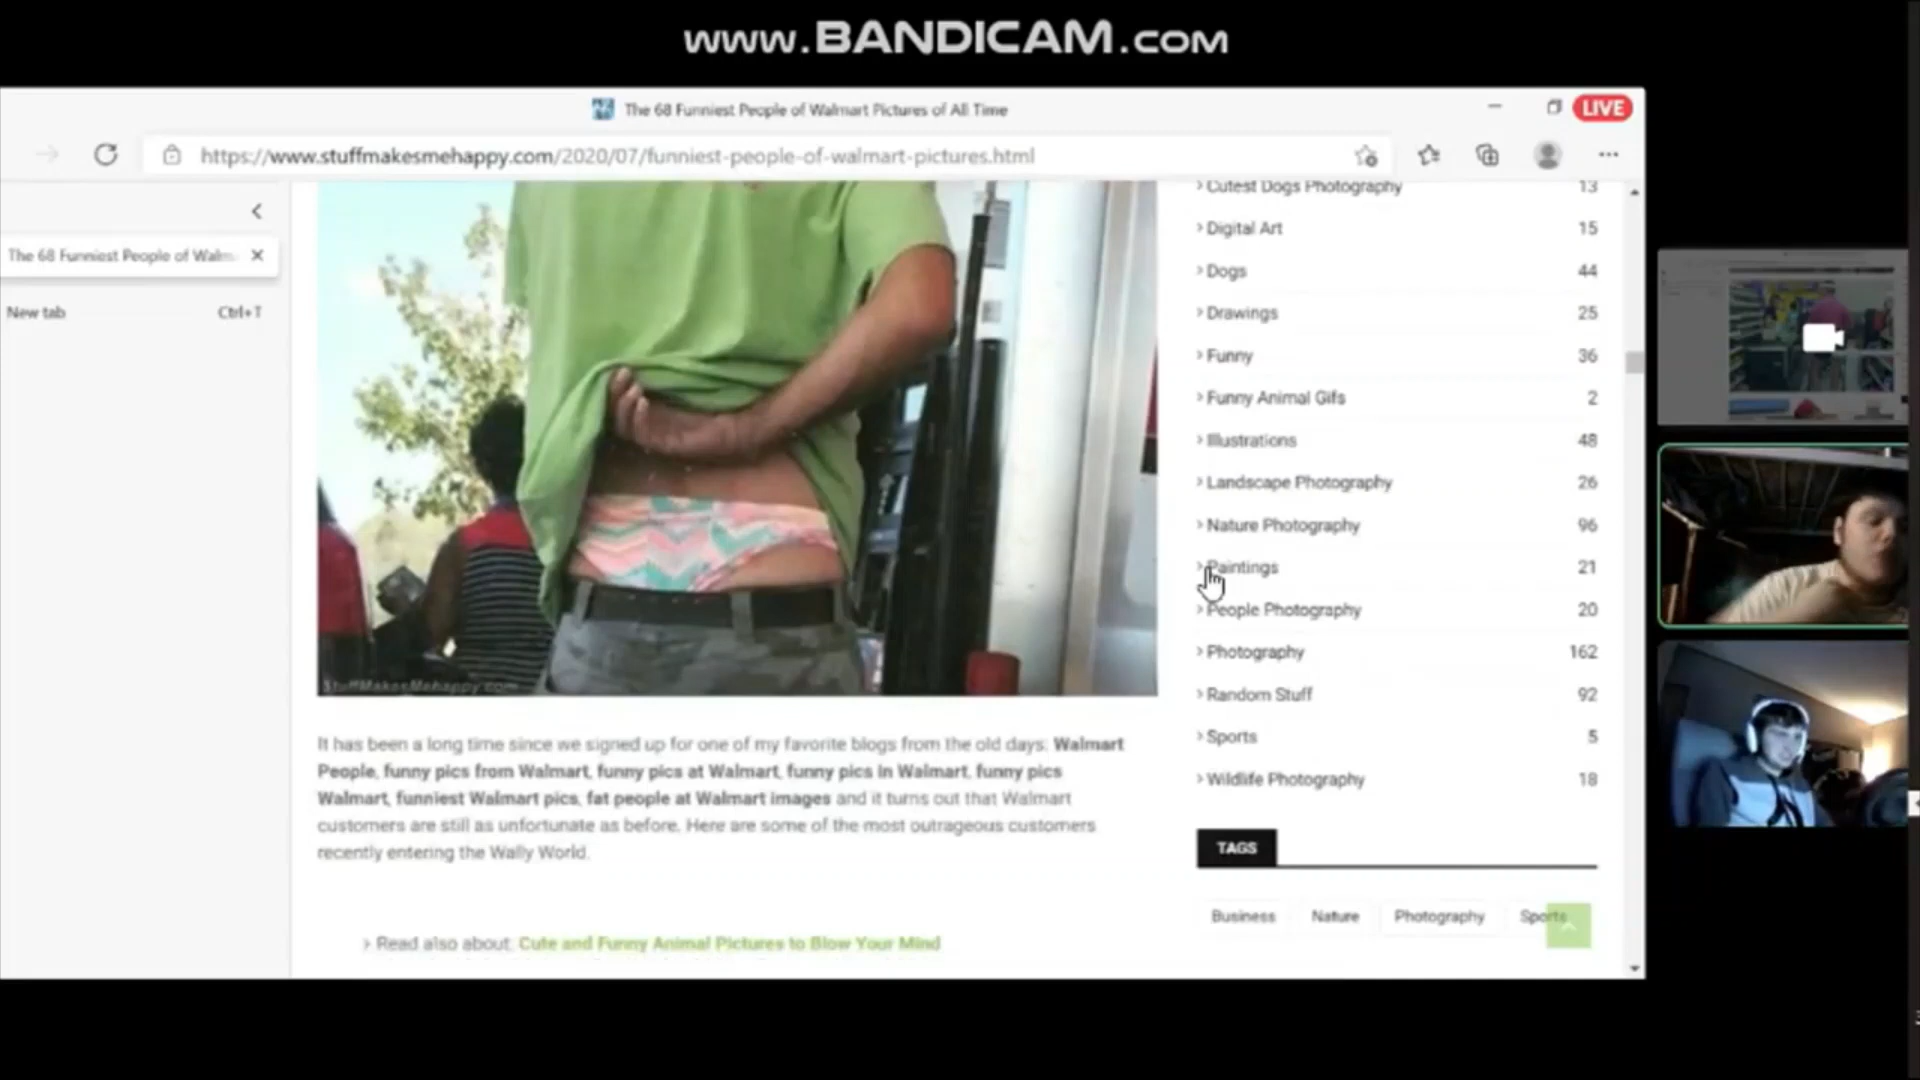 www.BANDICAM.com
The 68 Funniest People of Walmart Pictures of All Time
LIVE
https://www.stuffmakesmehappy.com/2020/07/funniest-people-of-walmart-pictures.html
The 68 Funniest People of Walm
New tab Ctrl+T
StuffMakesMehappy.com
It has been a long time since we signed up for one of my favorite blogs from the old days: Walmart
People, funny pics from Walmart, funny pics at Walmart, funny pics in Walmart, funny pics
Walmart, funniest Walmart pics, fat people at Walmart images and it turns out that Walmart
customers are still as unfortunate as before. Here are some of the most outrageous customers
recently entering the Wally World.
Read also about: Cute and Funny Animal Pictures to Blow Your Mind
Cutest Dogs Photography 13
Digital Art 15
Dogs 44
Drawings 25
Funny 36
Funny Animal Gifs 2
Illustrations 48
Landscape Photography 26
Nature Photography 96
Paintings 21
People Photography 20
Photography 162
Random Stuff 92
Sports 5
Wildlife Photography 18
TAGS
Business Nature Photography Sports